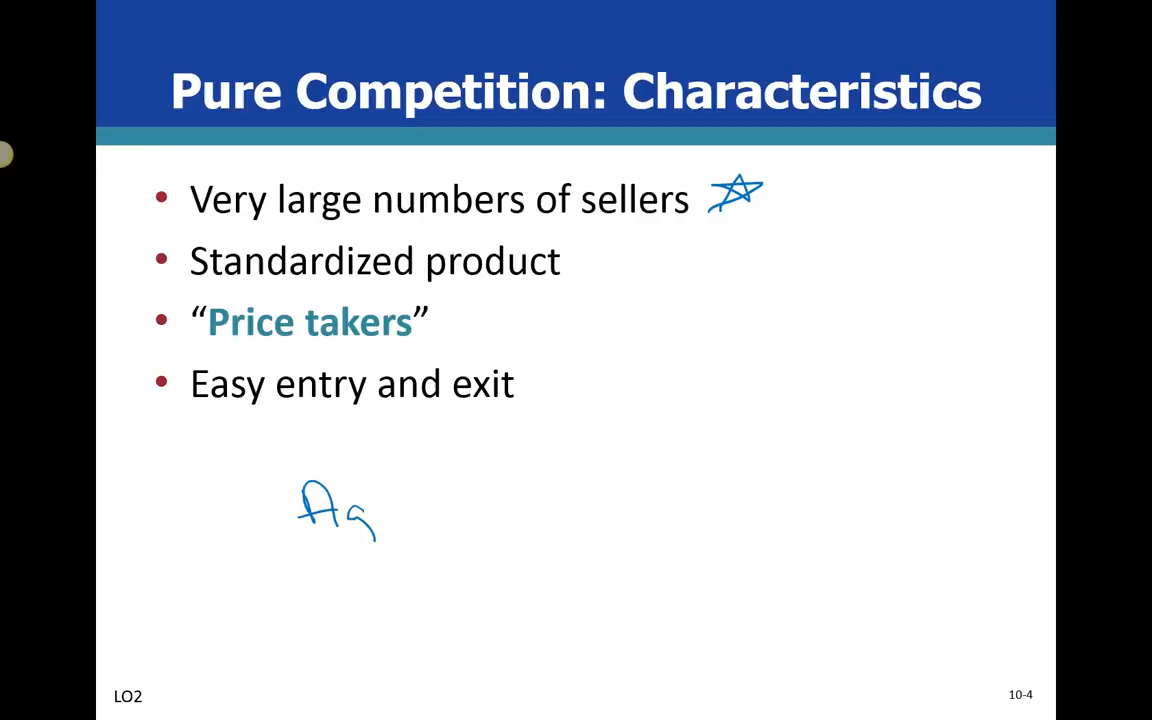 Pure Competition: Characteristics
• Very large numbers of sellers
• Standardized product
• “Price takers”
• Easy entry and exit
Ag
LO2
10-4